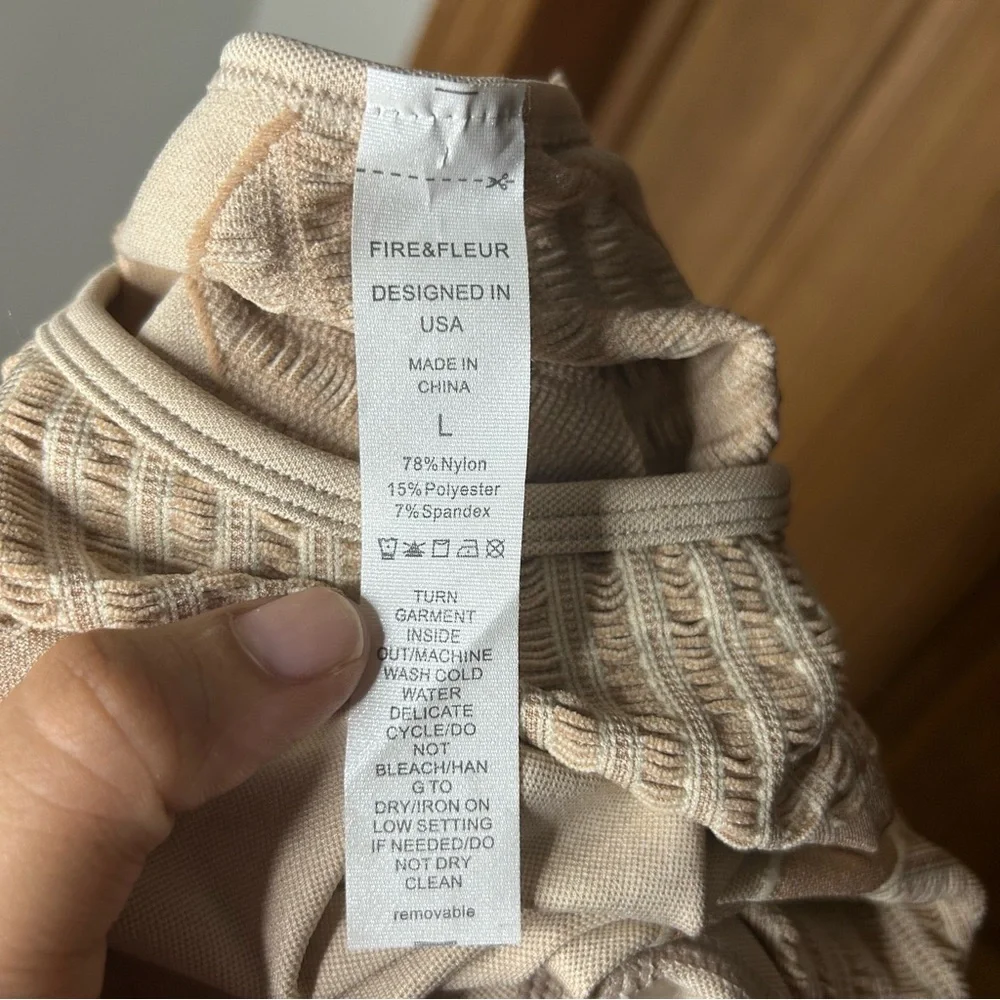 FIRE&FLEUR
DESIGNED IN
USA
MADE IN
CHINA
L
78%Nylon
15%Polyester
7%Spandex
TURN
GARMENT
INSIDE
OUT/MACHINE
WASH COLD
WATER
DELICATE
CYCLE/DO
NOT
BLEACH/HAN
G TO
DRY/IRON ON
LOW SETTING
IF NEEDED/DO
NOT DRY
CLEAN
removable